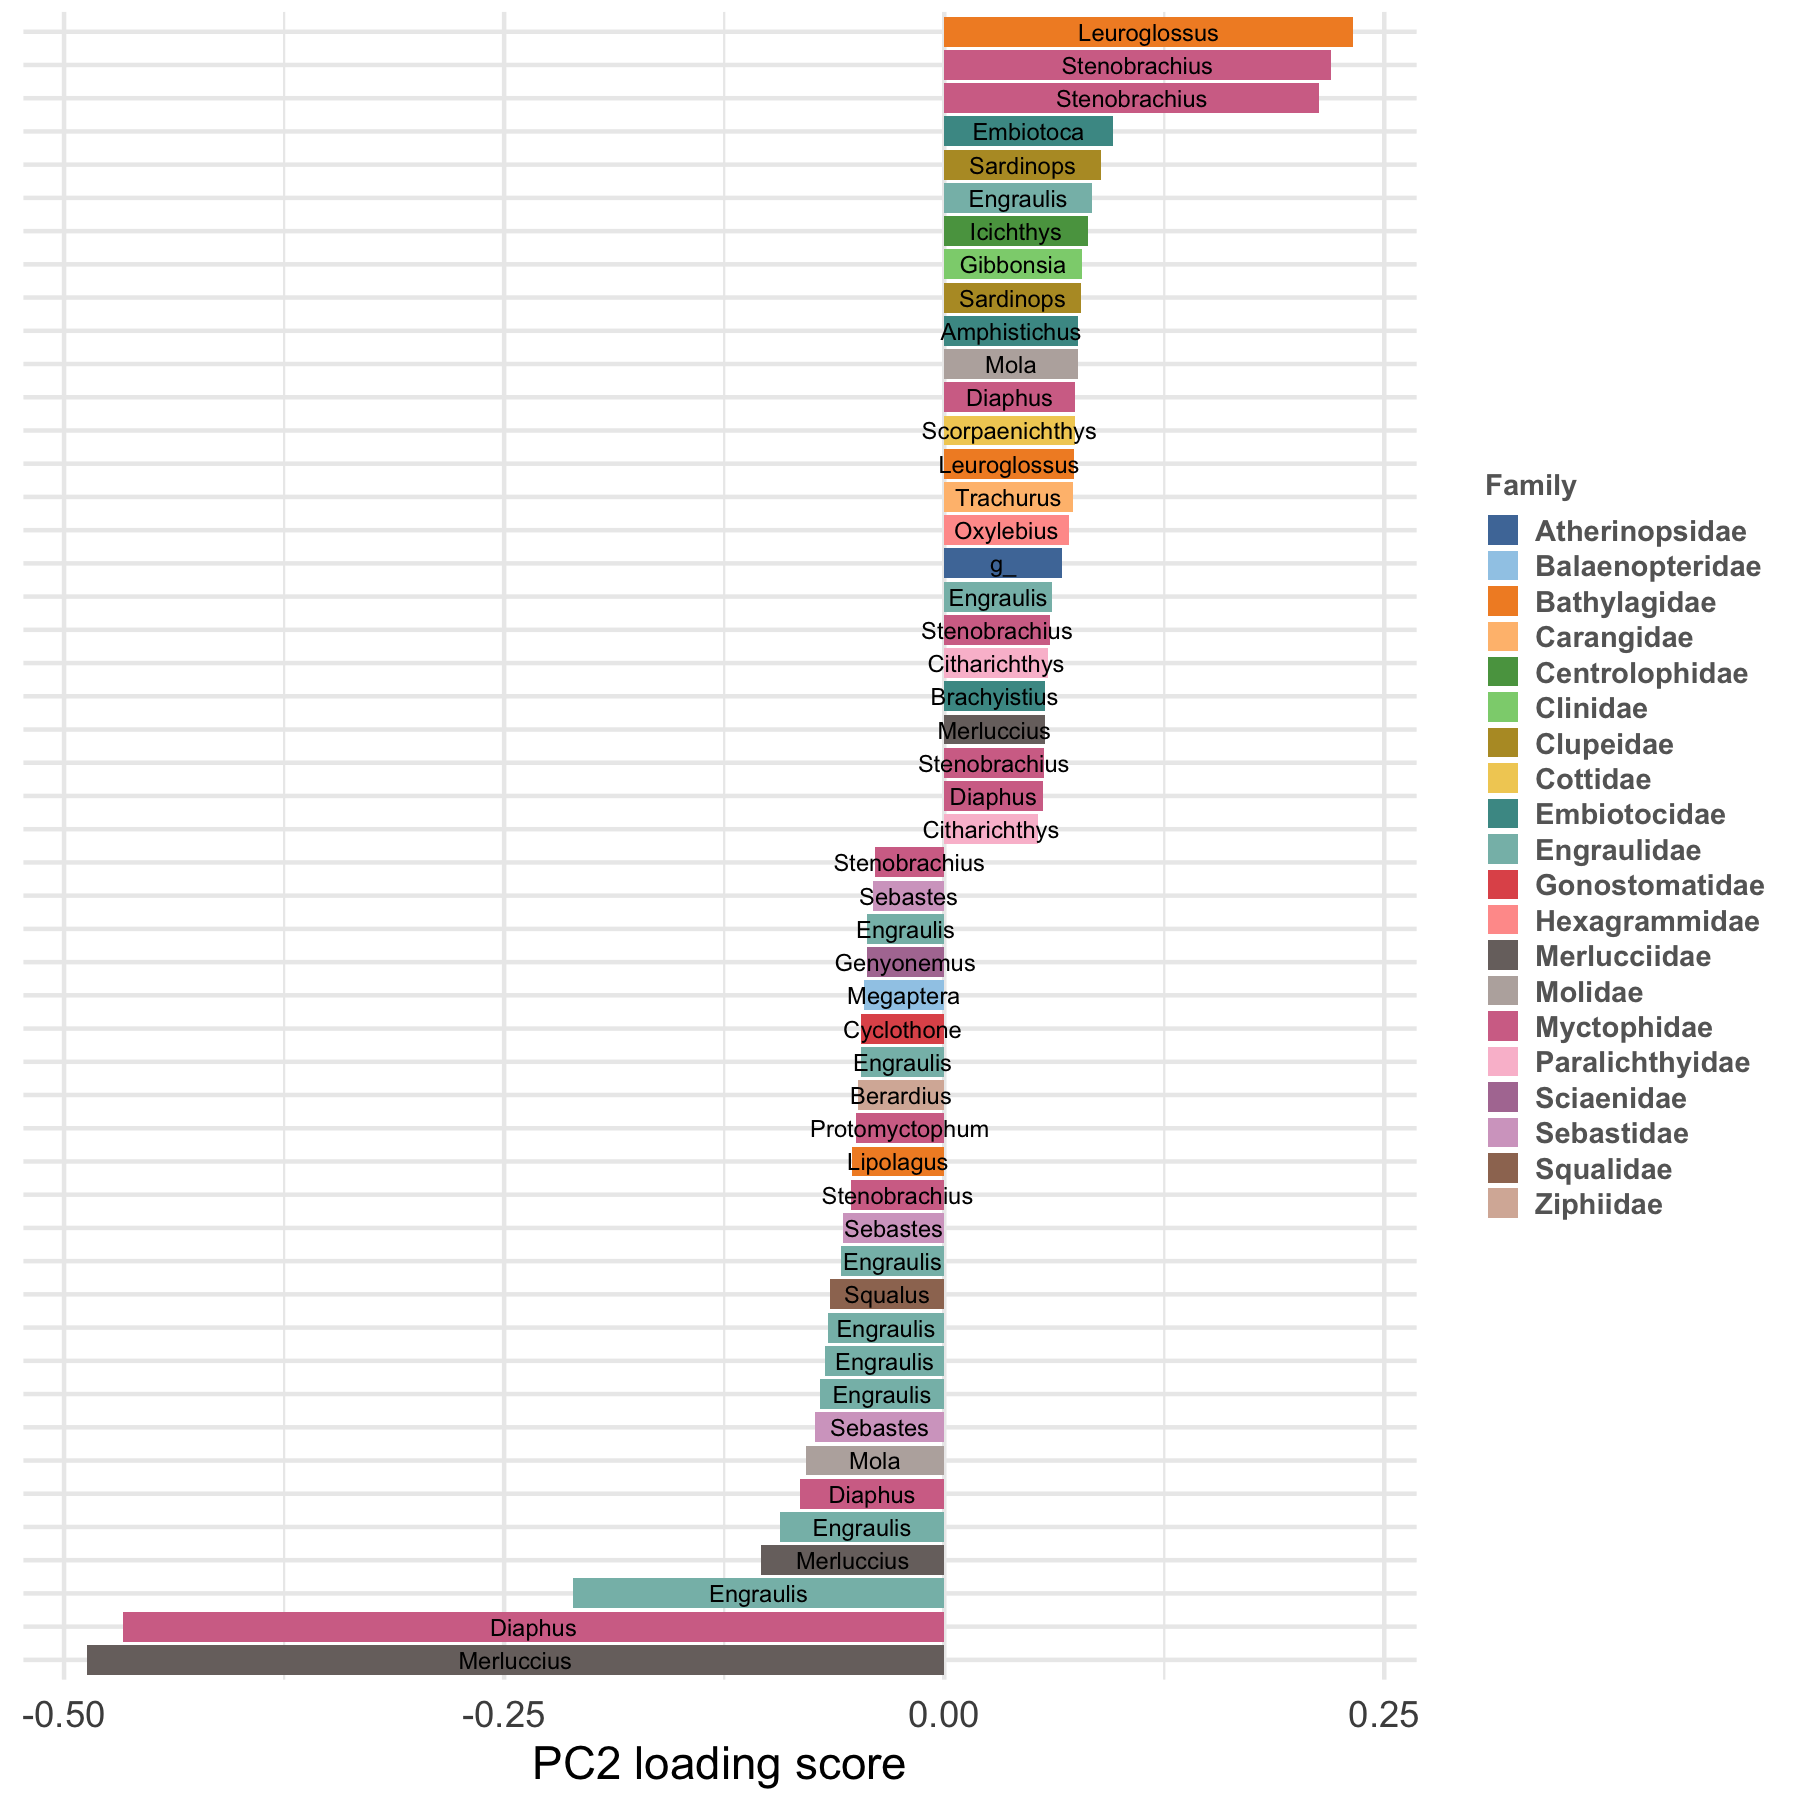 Leuroglossus
Stenobrachius
Stenobrachius
Embiotoca
Sardinops
Engraulis
Icichthys
Gibbonsia
Sardinops
Amphistichus
Mola
Diaphus
Scorpaenichthys
Leuroglossus
Trachurus
Oxylebius
g_
Engraulis
Stenobrachius
Citharichthys
Brachyistius
Merluccius
Stenobrachius
Diaphus
Citharichthys
Stenobrachius
Sebastes
Engraulis
Genyonemus
Megaptera
Cyclothone
Engraulis
Berardius
Protomyctophum
Lipolagus
Stenobrachius
Sebastes
Engraulis
Squalus
Engraulis
Engraulis
Engraulis
Sebastes
Mola
Diaphus
Engraulis
Merluccius
Engraulis
Diaphus
Merluccius
-0.50 -0.25 0.00 0.25
PC2 loading score
Family
Atherinopsidae
Balaenopteridae
Bathylagidae
Carangidae
Centrolophidae
Clinidae
Clupeidae
Cottidae
Embiotocidae
Engraulidae
Gonostomatidae
Hexagrammidae
Merlucciidae
Molidae
Myctophidae
Paralichthyidae
Sciaenidae
Sebastidae
Squalidae
Ziphiidae